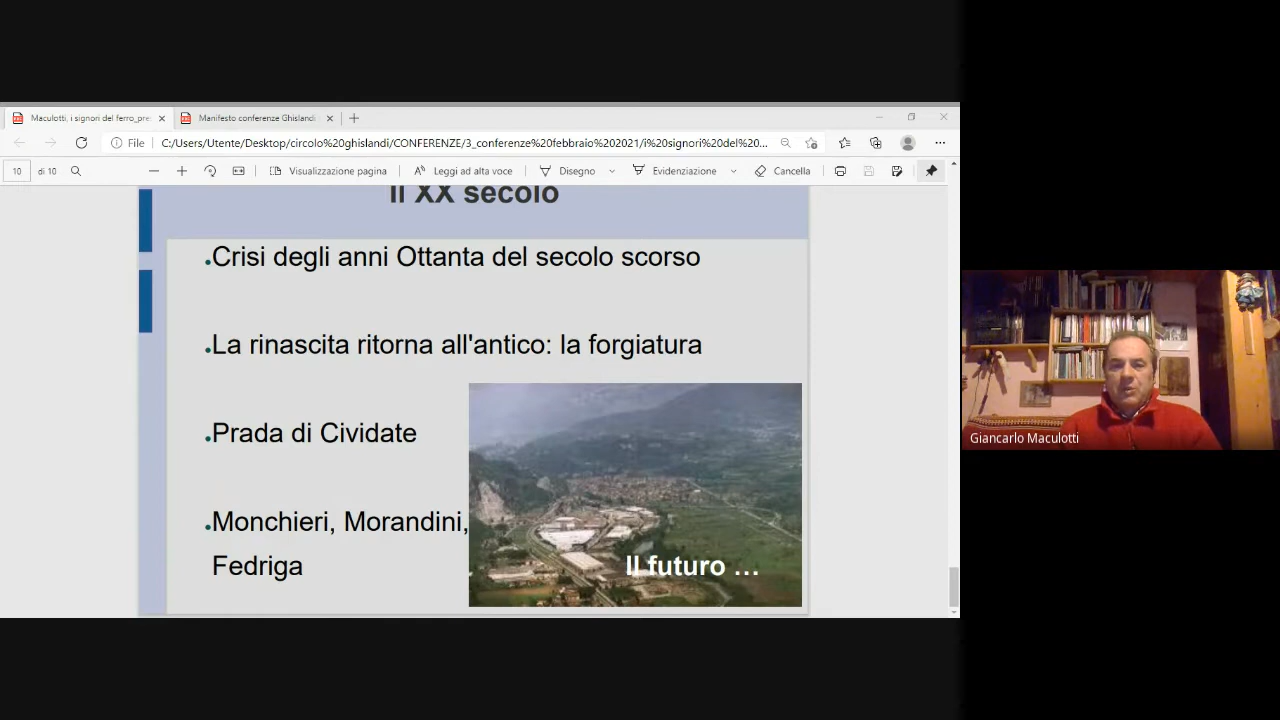 Maculotti, i signori del ferro_pre
Manifesto conferenze Ghislandi
File
C:/Users/Utente/Desktop/circolo%20ghislandi/CONFERENZE/3_conferenze%20febbraio%202021/i%20signori%20del%20...
10 di 10
Visualizzazione pagina
Leggi ad alta voce
Disegno
Evidenziazione
Cancella
Il XX secolo
Crisi degli anni Ottanta del secolo scorso
La rinascita ritorna all'antico: la forgiatura
Prada di Cividate
Monchieri, Morandini,
Fedriga
Il futuro …
Giancarlo Maculotti